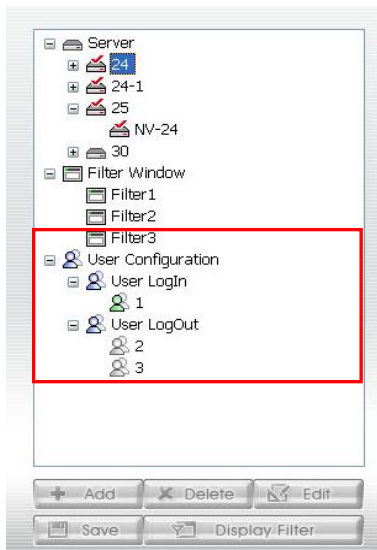 Server
24
24-1
25
NV-24
30
Filter Window
Filter1
Filter2
Filter3
User Configuration
User LogIn
1
User LogOut
2
3
Add Delete Edit
Save Display Filter